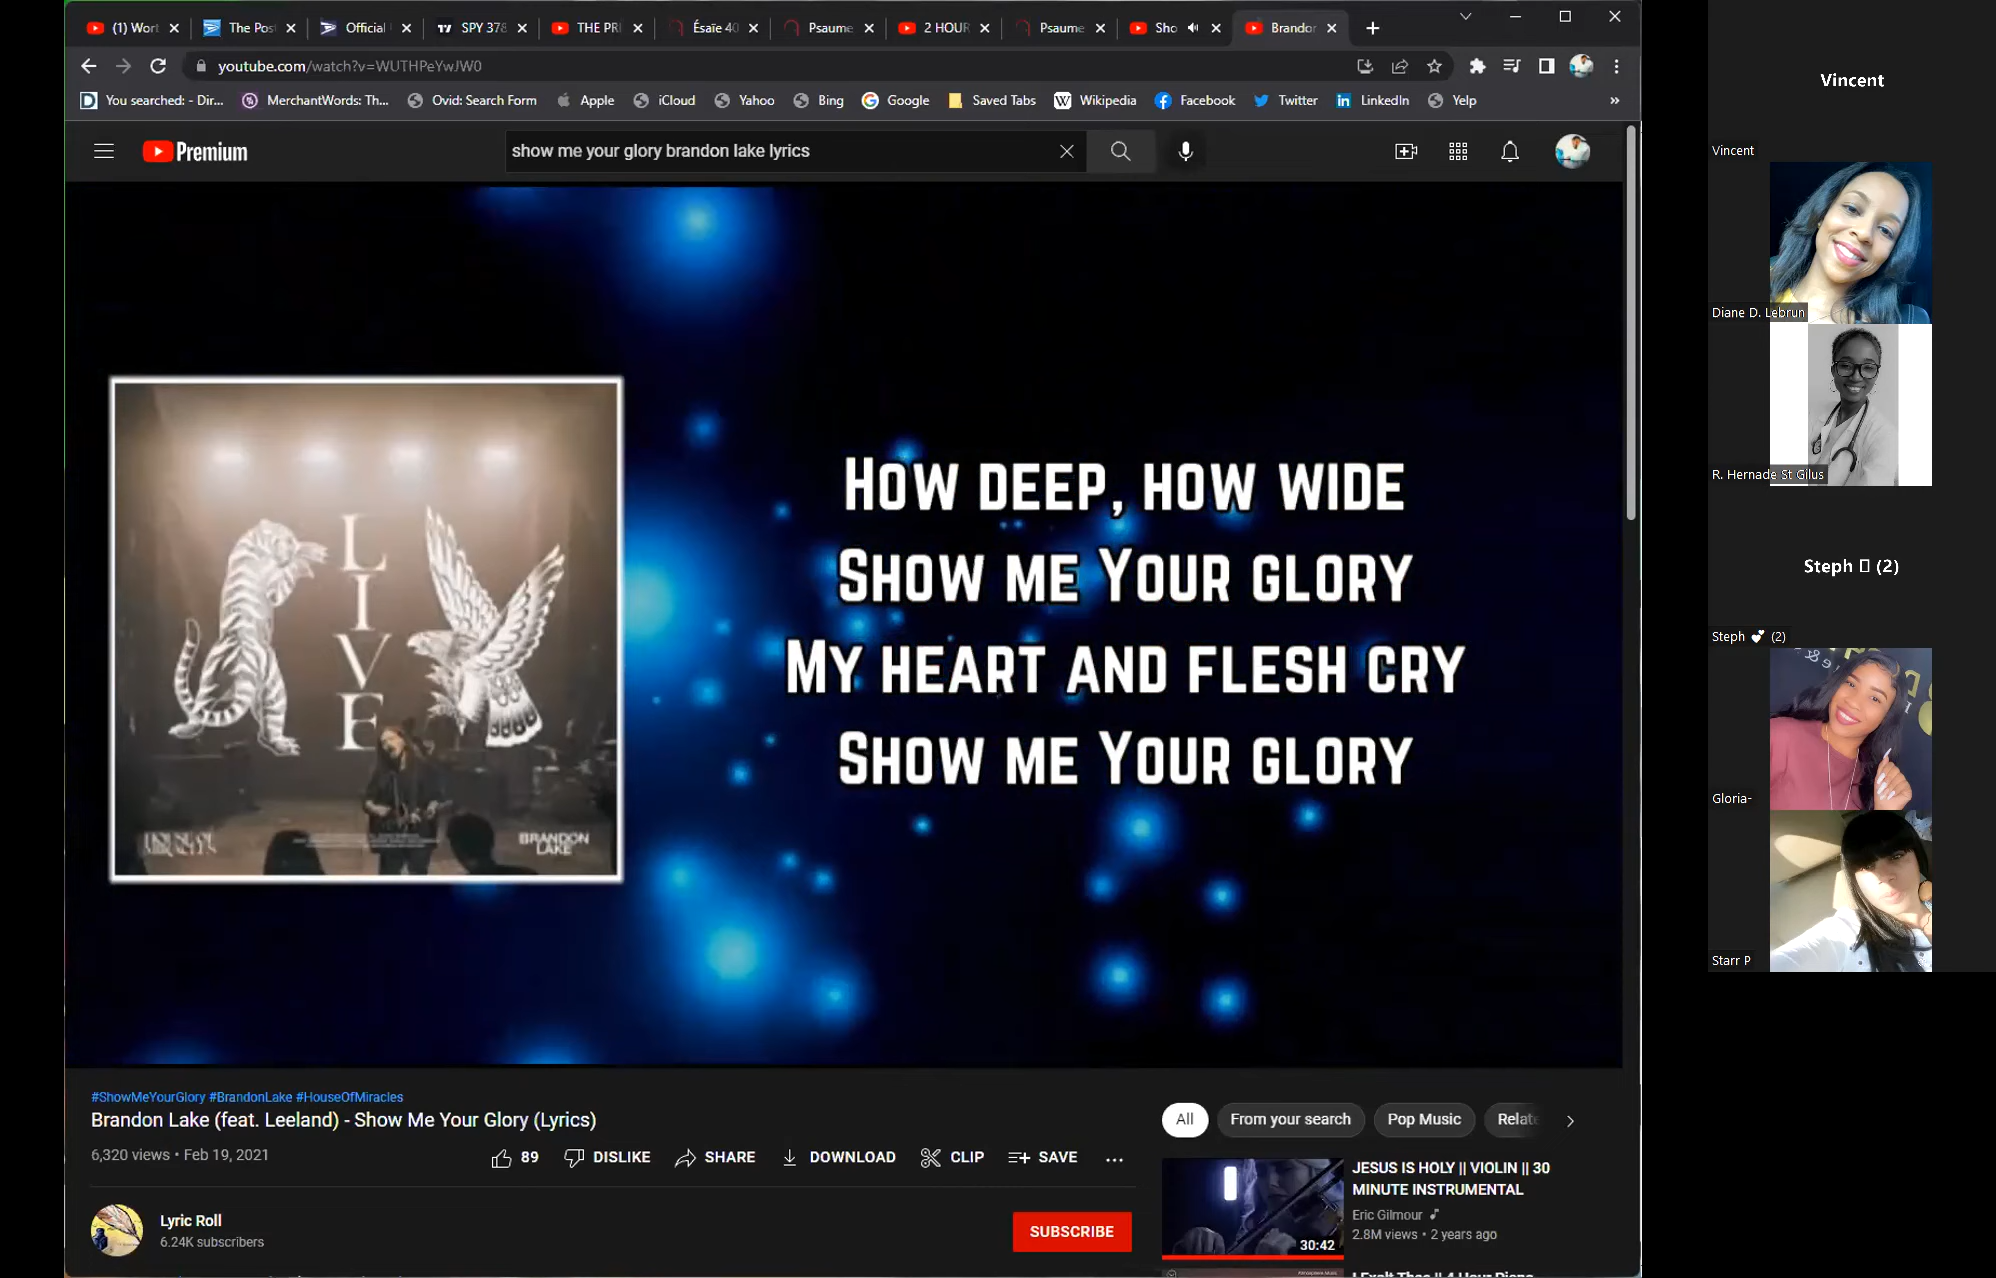 (1) Wort
The Pos
Official
SPY 378
THE PRI
Ésaïe 40
Psaume
2 HOUR
Psaume
Sho
Brandor
youtube.com/watch?v=WUTHPeYwJW0
You searched: - Dir...
MerchantWords: Th...
Ovid: Search Form
Apple
iCloud
Yahoo
Bing
Google
Saved Tabs
Wikipedia
Facebook
Twitter
LinkedIn
Yelp
»
Premium
show me your glory brandon lake lyrics
LIVE
BRANDON
LAKE
How deep, how wide
Show me Your glory
My heart and flesh cry
Show me Your glory
#ShowMeYourGlory #BrandonLake #HouseOfMiracles
Brandon Lake (feat. Leeland) - Show Me Your Glory (Lyrics)
6,320 views • Feb 19, 2021
89
DISLIKE
SHARE
DOWNLOAD
CLIP
SAVE
...
Lyric Roll
6.24K subscribers
SUBSCRIBE
All
From your search
Pop Music
Relate
30:42
JESUS IS HOLY || VIOLIN || 30
MINUTE INSTRUMENTAL
Eric Gilmour
2.8M views • 2 years ago
Vincent
Vincent
Diane D. Lebrun
R. Hernade St Gilus
Steph (2)
Steph 💕 (2)
Gloria-
Starr P